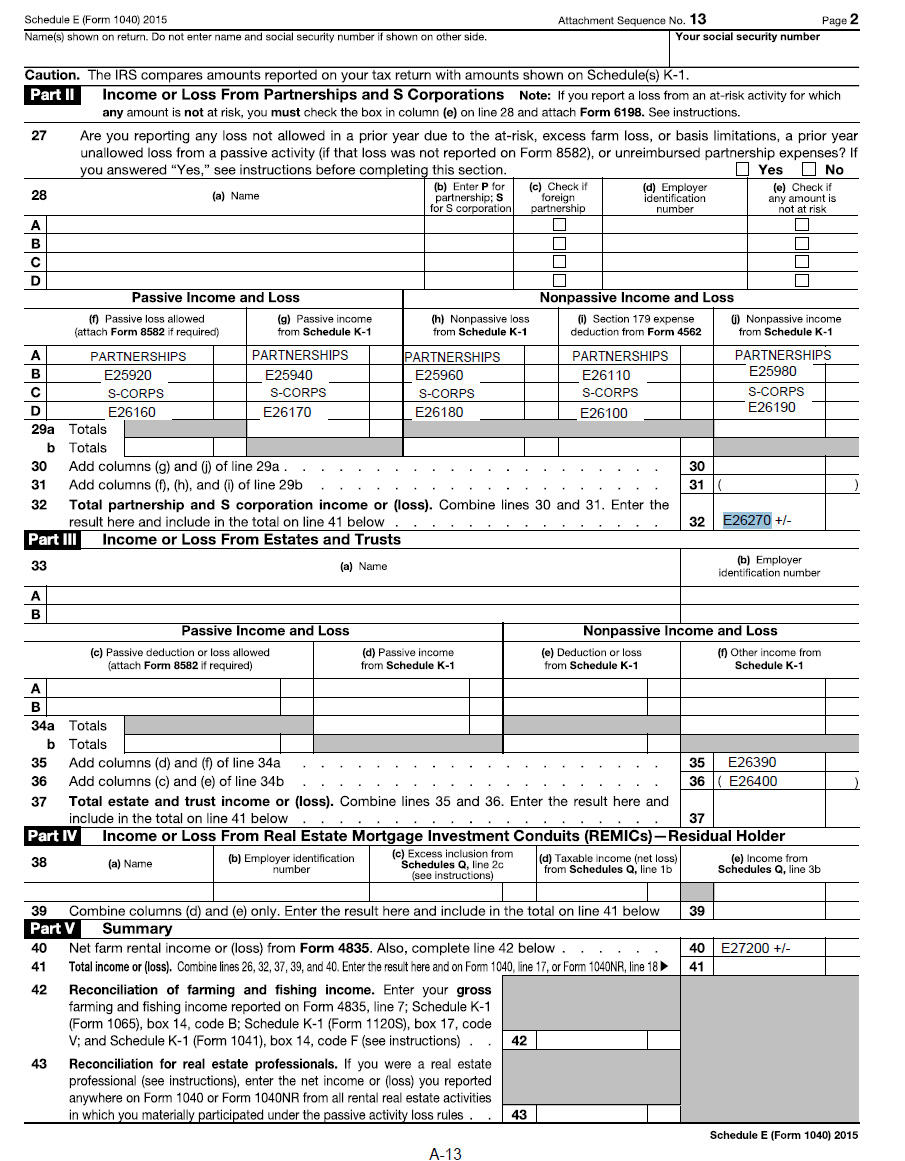 Schedule E (Form 1040) 2015 Attachment Sequence No. 13 Page 2
Name(s) shown on return. Do not enter name and social security number if shown on other side. Your social security number
Caution. The IRS compares amounts reported on your tax return with amounts shown on Schedule(s) K-1.
Part II Income or Loss From Partnerships and S Corporations Note: If you report a loss from an at-risk activity for which
any amount is not at risk, you must check the box in column (e) on line 28 and attach Form 6198. See instructions.
27 Are you reporting any loss not allowed in a prior year due to the at-risk, excess farm loss, or basis limitations, a prior year
unallowed loss from a passive activity (if that loss was not reported on Form 8582), or unreimbursed partnership expenses? If
you answered “Yes,” see instructions before completing this section. Yes No
28 (a) Name (b) Enter P for partnership; S for S corporation (c) Check if foreign partnership (d) Employer identification number (e) Check if any amount is not at risk
A
B
C
D
Passive Income and Loss Nonpassive Income and Loss
(f) Passive loss allowed (attach Form 8582 if required) (g) Passive income from Schedule K-1 (h) Nonpassive loss from Schedule K-1 (i) Section 179 expense deduction from Form 4562 (j) Nonpassive income from Schedule K-1
A PARTNERSHIPS PARTNERSHIPS PARTNERSHIPS PARTNERSHIPS PARTNERSHIPS
B E25920 E25940 E25960 E26110 E25980
C S-CORPS S-CORPS S-CORPS S-CORPS S-CORPS
D E26160 E26170 E26180 E26100 E26190
29a Totals
b Totals
30 Add columns (g) and (j) of line 29a . . . . . . . . . . . . . . . . . . . 30
31 Add columns (f), (h), and (i) of line 29b . . . . . . . . . . . . . . . . . . 31 ( )
32 Total partnership and S corporation income or (loss). Combine lines 30 and 31. Enter the
result here and include in the total on line 41 below . . . . . . . . . . . . . . 32 E26270 +/-
Part III Income or Loss From Estates and Trusts
33 (a) Name (b) Employer identification number
A
B
Passive Income and Loss Nonpassive Income and Loss
(c) Passive deduction or loss allowed (attach Form 8582 if required) (d) Passive income from Schedule K-1 (e) Deduction or loss from Schedule K-1 (f) Other income from Schedule K-1
A
B
34a Totals
b Totals
35 Add columns (d) and (f) of line 34a . . . . . . . . . . . . . . . . . . . 35 E26390
36 Add columns (c) and (e) of line 34b . . . . . . . . . . . . . . . . . . . 36 ( E26400 )
37 Total estate and trust income or (loss). Combine lines 35 and 36. Enter the result here and
include in the total on line 41 below . . . . . . . . . . . . . . . . . . . 37
Part IV Income or Loss From Real Estate Mortgage Investment Conduits (REMICs)—Residual Holder
38 (a) Name (b) Employer identification number (c) Excess inclusion from Schedules Q, line 2c (see instructions) (d) Taxable income (net loss) from Schedules Q, line 1b (e) Income from Schedules Q, line 3b
39 Combine columns (d) and (e) only. Enter the result here and include in the total on line 41 below 39
Part V Summary
40 Net farm rental income or (loss) from Form 4835. Also, complete line 42 below . . . . . . 40 E27200 +/-
41 Total income or (loss). Combine lines 26, 32, 37, 39, and 40. Enter the result here and on Form 1040, line 17, or Form 1040NR, line 18 ▶ 41
42 Reconciliation of farming and fishing income. Enter your gross
farming and fishing income reported on Form 4835, line 7; Schedule K-1
(Form 1065), box 14, code B; Schedule K-1 (Form 1120S), box 17, code
V; and Schedule K-1 (Form 1041), box 14, code F (see instructions) . . 42
43 Reconciliation for real estate professionals. If you were a real estate
professional (see instructions), enter the net income or (loss) you reported
anywhere on Form 1040 or Form 1040NR from all rental real estate activities
in which you materially participated under the passive activity loss rules . . 43
Schedule E (Form 1040) 2015
A-13